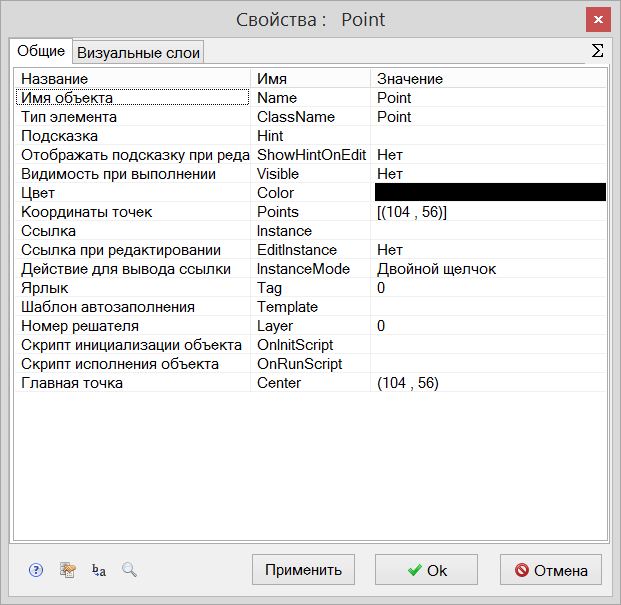 Свойства : Point
Общие Визуальные слои Σ
Название Имя Значение
Имя объекта Name Point
Тип элемента ClassName Point
Подсказка Hint
Отображать подсказку при реда ShowHintOnEdit Нет
Видимость при выполнении Visible Нет
Цвет Color
Координаты точек Points [(104 , 56)]
Ссылка Instance
Ссылка при редактировании EditInstance Нет
Действие для вывода ссылки InstanceMode Двойной щелчок
Ярлык Tag 0
Шаблон автозаполнения Template
Номер решателя Layer 0
Скрипт инициализации объекта OnInitScript
Скрипт исполнения объекта OnRunScript
Главная точка Center (104 , 56)
? b a Применить Ok Отмена